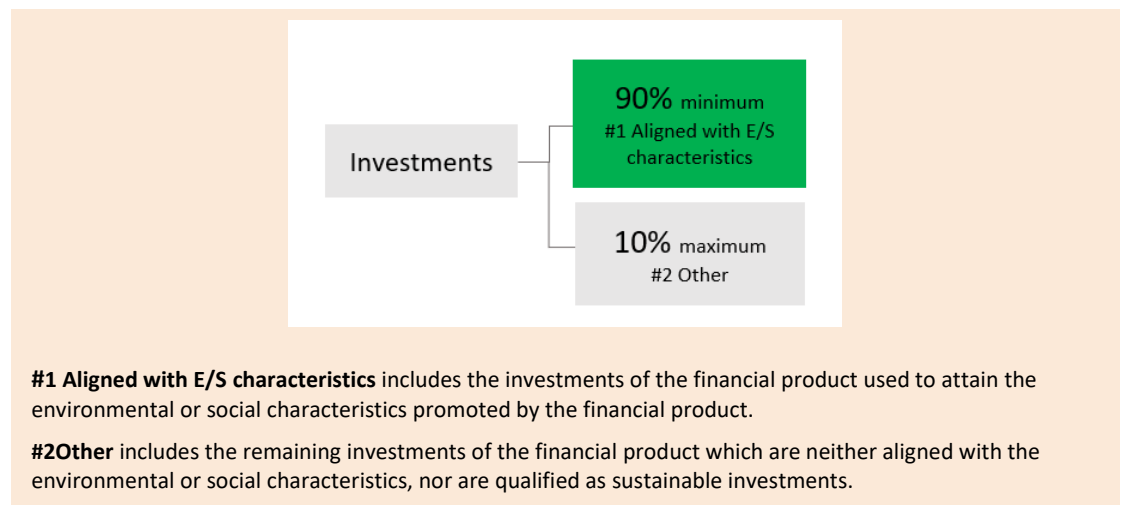 90% minimum
#1 Aligned with E/S
characteristics
Investments
10% maximum
#2 Other
#1 Aligned with E/S characteristics includes the investments of the financial product used to attain the
environmental or social characteristics promoted by the financial product.
#2Other includes the remaining investments of the financial product which are neither aligned with the
environmental or social characteristics, nor are qualified as sustainable investments.